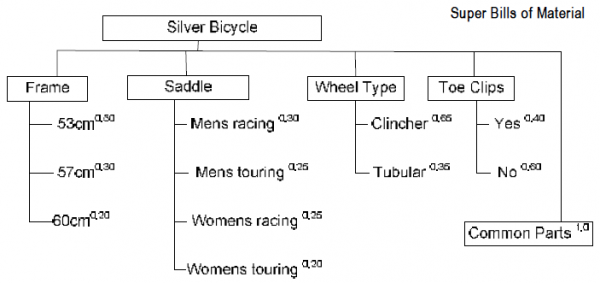 Super Bills of Material
Silver Bicycle
Frame
Saddle
Wheel Type
Toe Clips
53cm 0,50
Mens racing 0,30
Clincher 0,65
Yes 0,40
57cm 0,30
Mens touring 0,25
Tubular 0,35
No 0,60
60cm 0,20
Womens racing 0,25
Common Parts 1,0
Womens touring 0,20